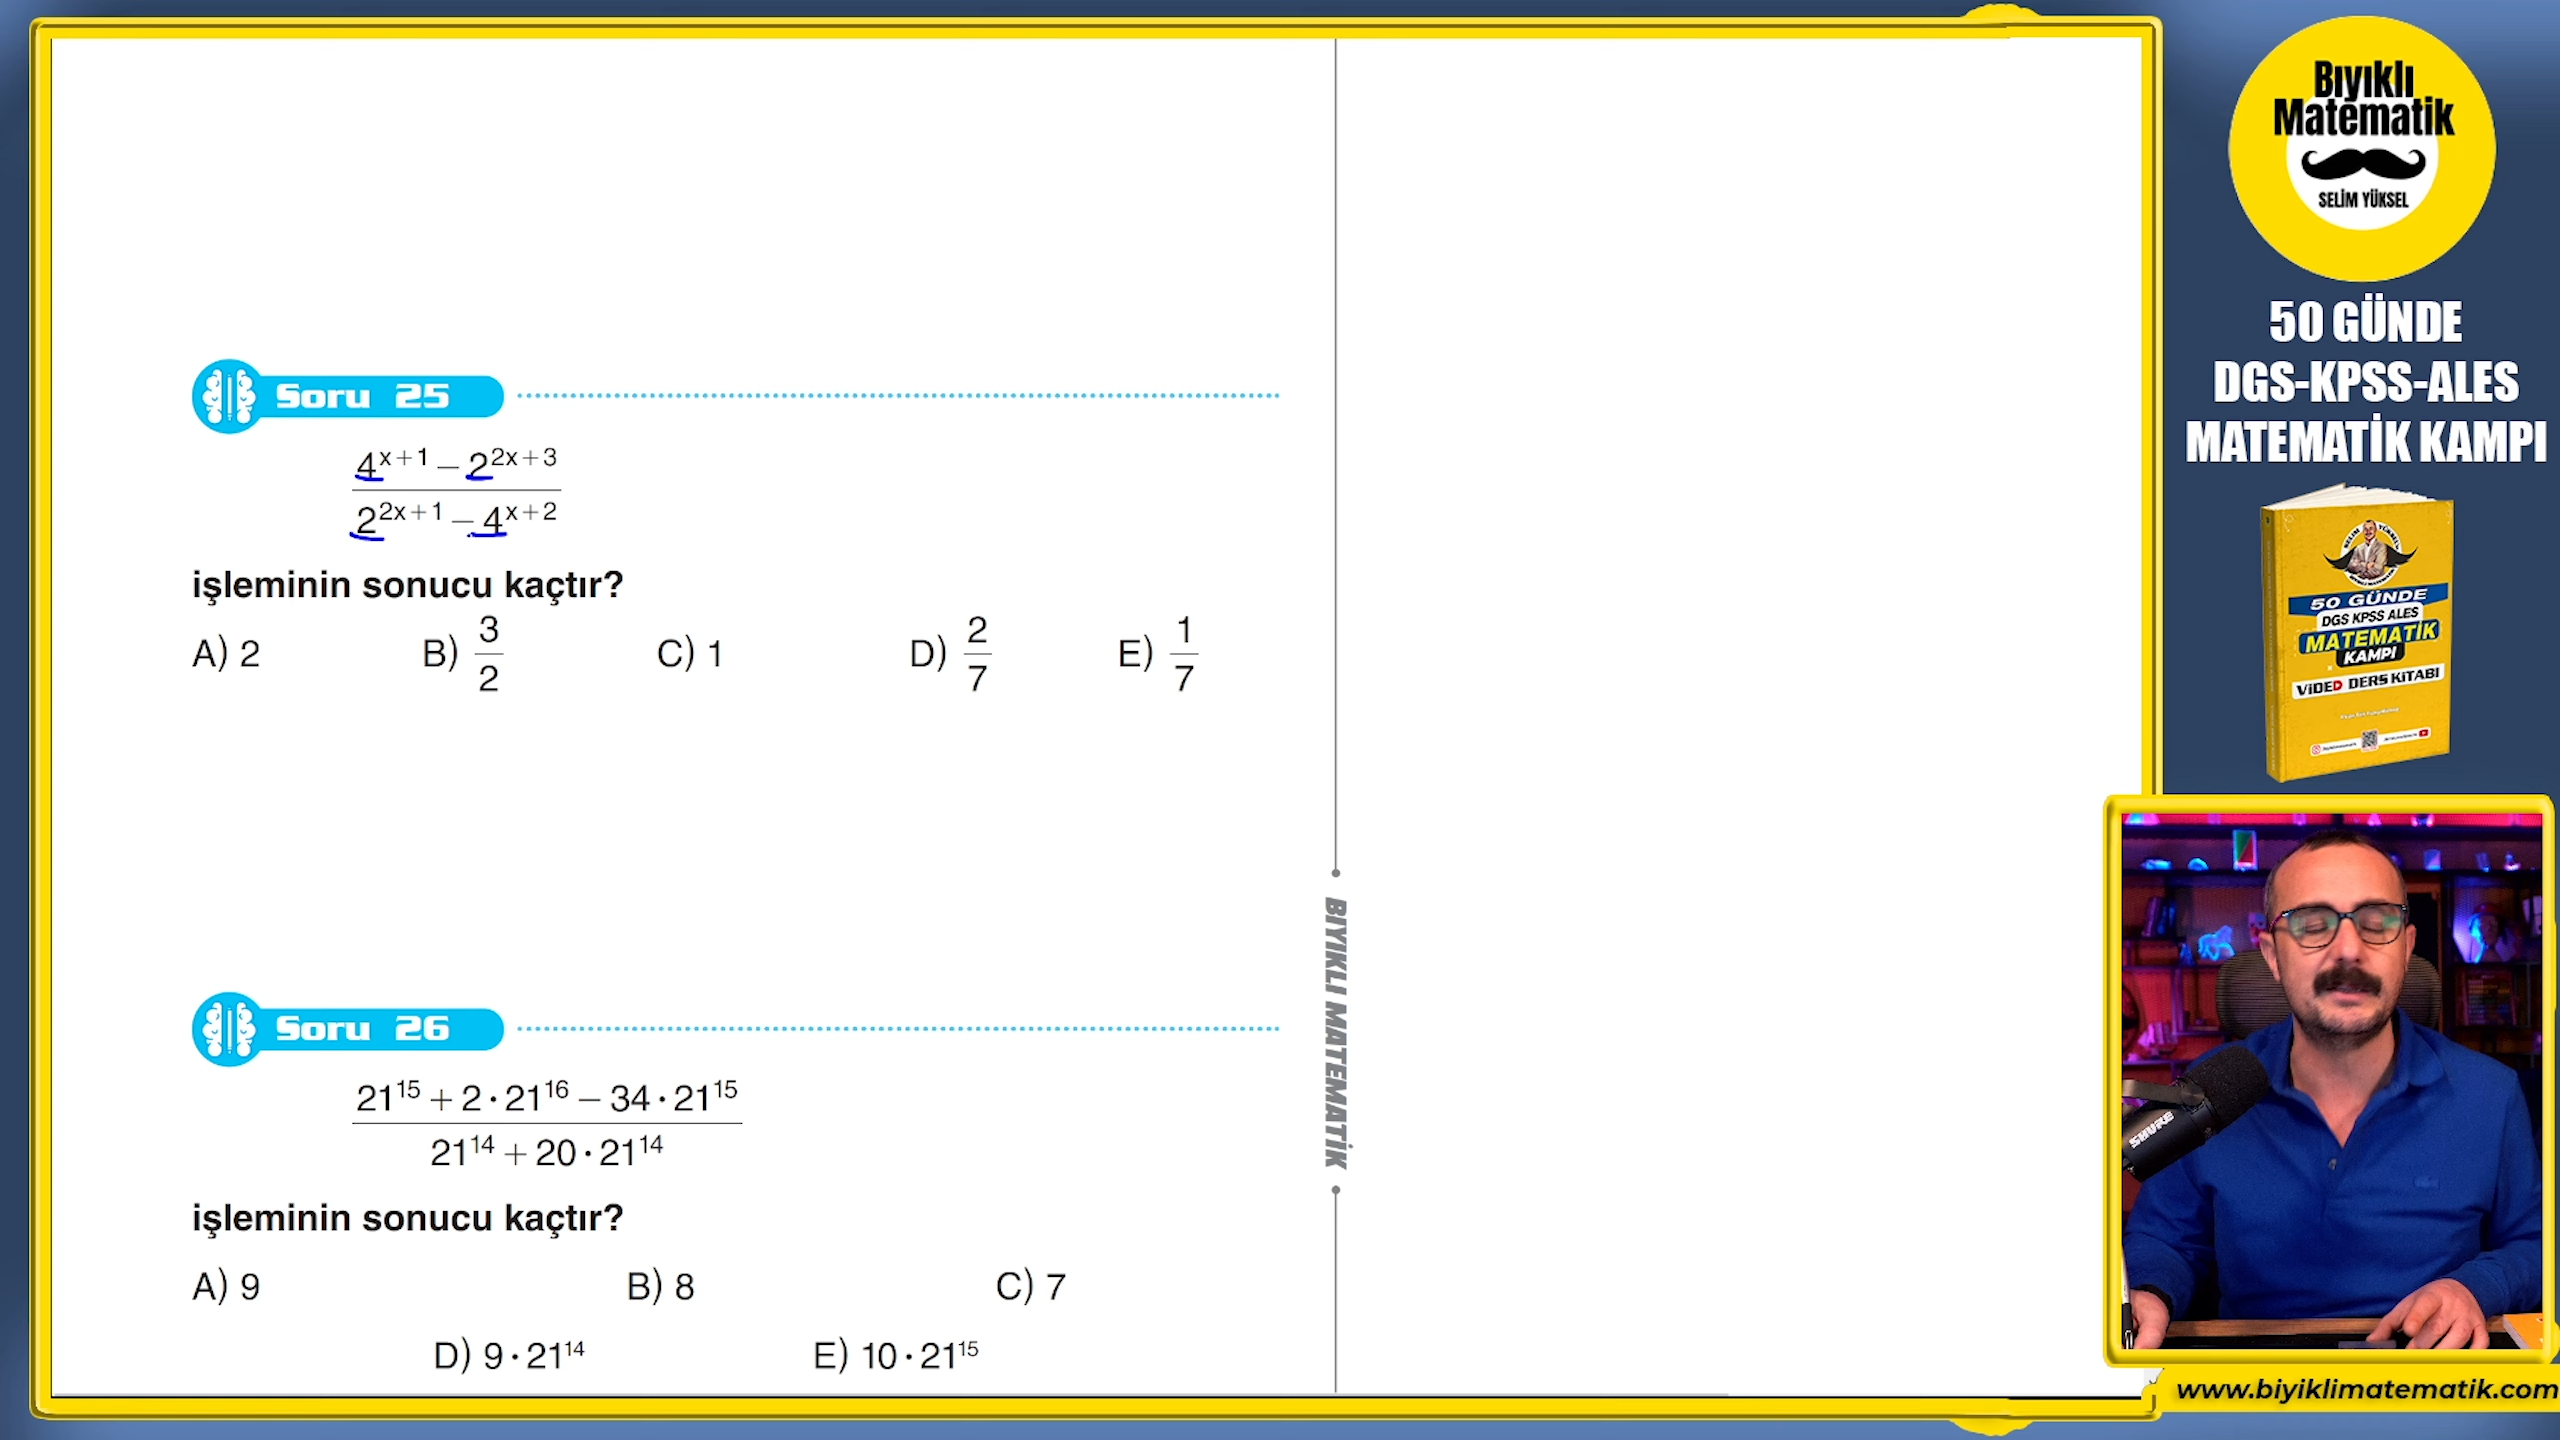 Soru 25
4^{x+1} – 2^{2x+3}
2^{2x+1} – 4^{x+2}
işleminin sonucu kaçtır?
A) 2 B) 3/2 C) 1 D) 2/7 E) 1/7
Soru 26
21^{15} + 2 · 21^{16} – 34 · 21^{15}
21^{14} + 20 · 21^{14}
işleminin sonucu kaçtır?
A) 9 B) 8 C) 7
D) 9 · 21^{14} E) 10 · 21^{15}
BIYIKLI MATEMATİK
Bıyıklı
Matematik
SELİM YÜKSEL
50 GÜNDE
DGS-KPSS-ALES
MATEMATİK KAMPI
50 GÜNDE
DGS KPSS ALES
MATEMATİK
KAMPI
VİDEO DERS KİTABI
SHURE
www.biyiklimatematik.com